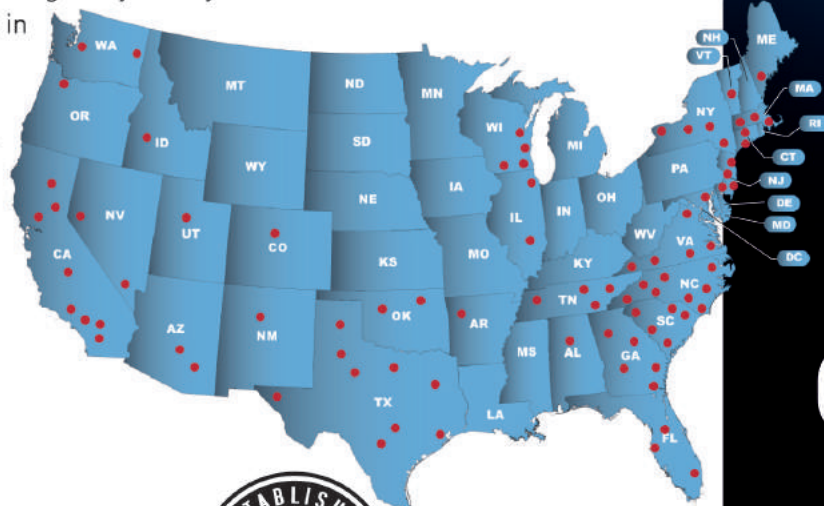 in
WA
MT
ND
MN
OR
ID
SD
WI
MI
WY
NE
IA
NV
UT
CO
KS
MO
IL
IN
OH
KY
WV
VA
CA
AZ
NM
OK
AR
TN
NC
SC
MS
AL
GA
TX
LA
FL
NY
PA
ME
NH
VT
MA
RI
CT
NJ
DE
MD
DC